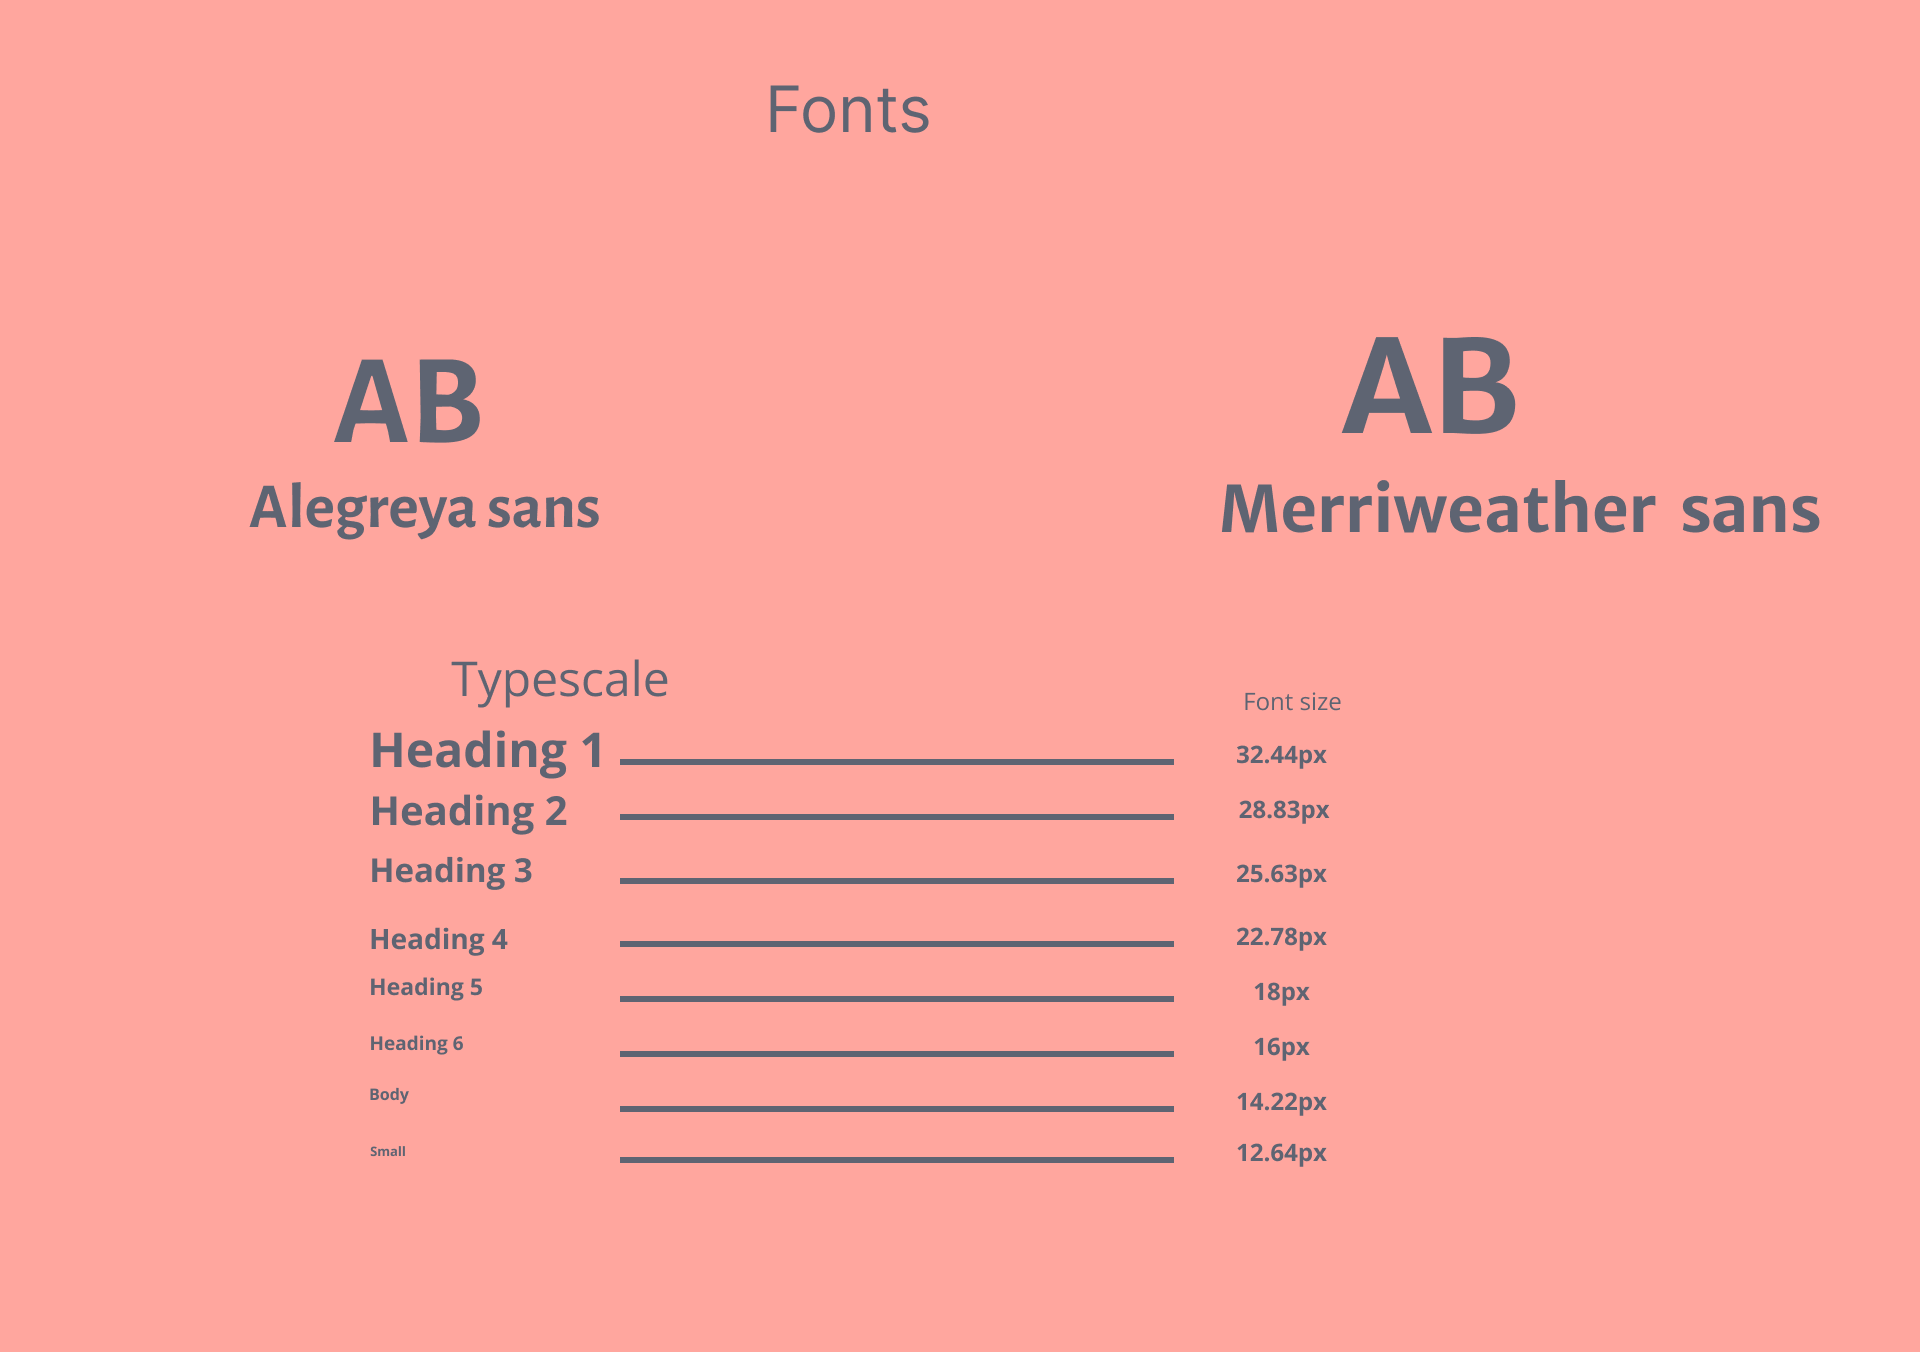 Fonts
AB
Alegreya sans
AB
Merriweather sans
Typescale
Font size
Heading 1
32.44px
Heading 2
28.83px
Heading 3
25.63px
Heading 4
22.78px
Heading 5
18px
Heading 6
16px
Body
14.22px
Small
12.64px